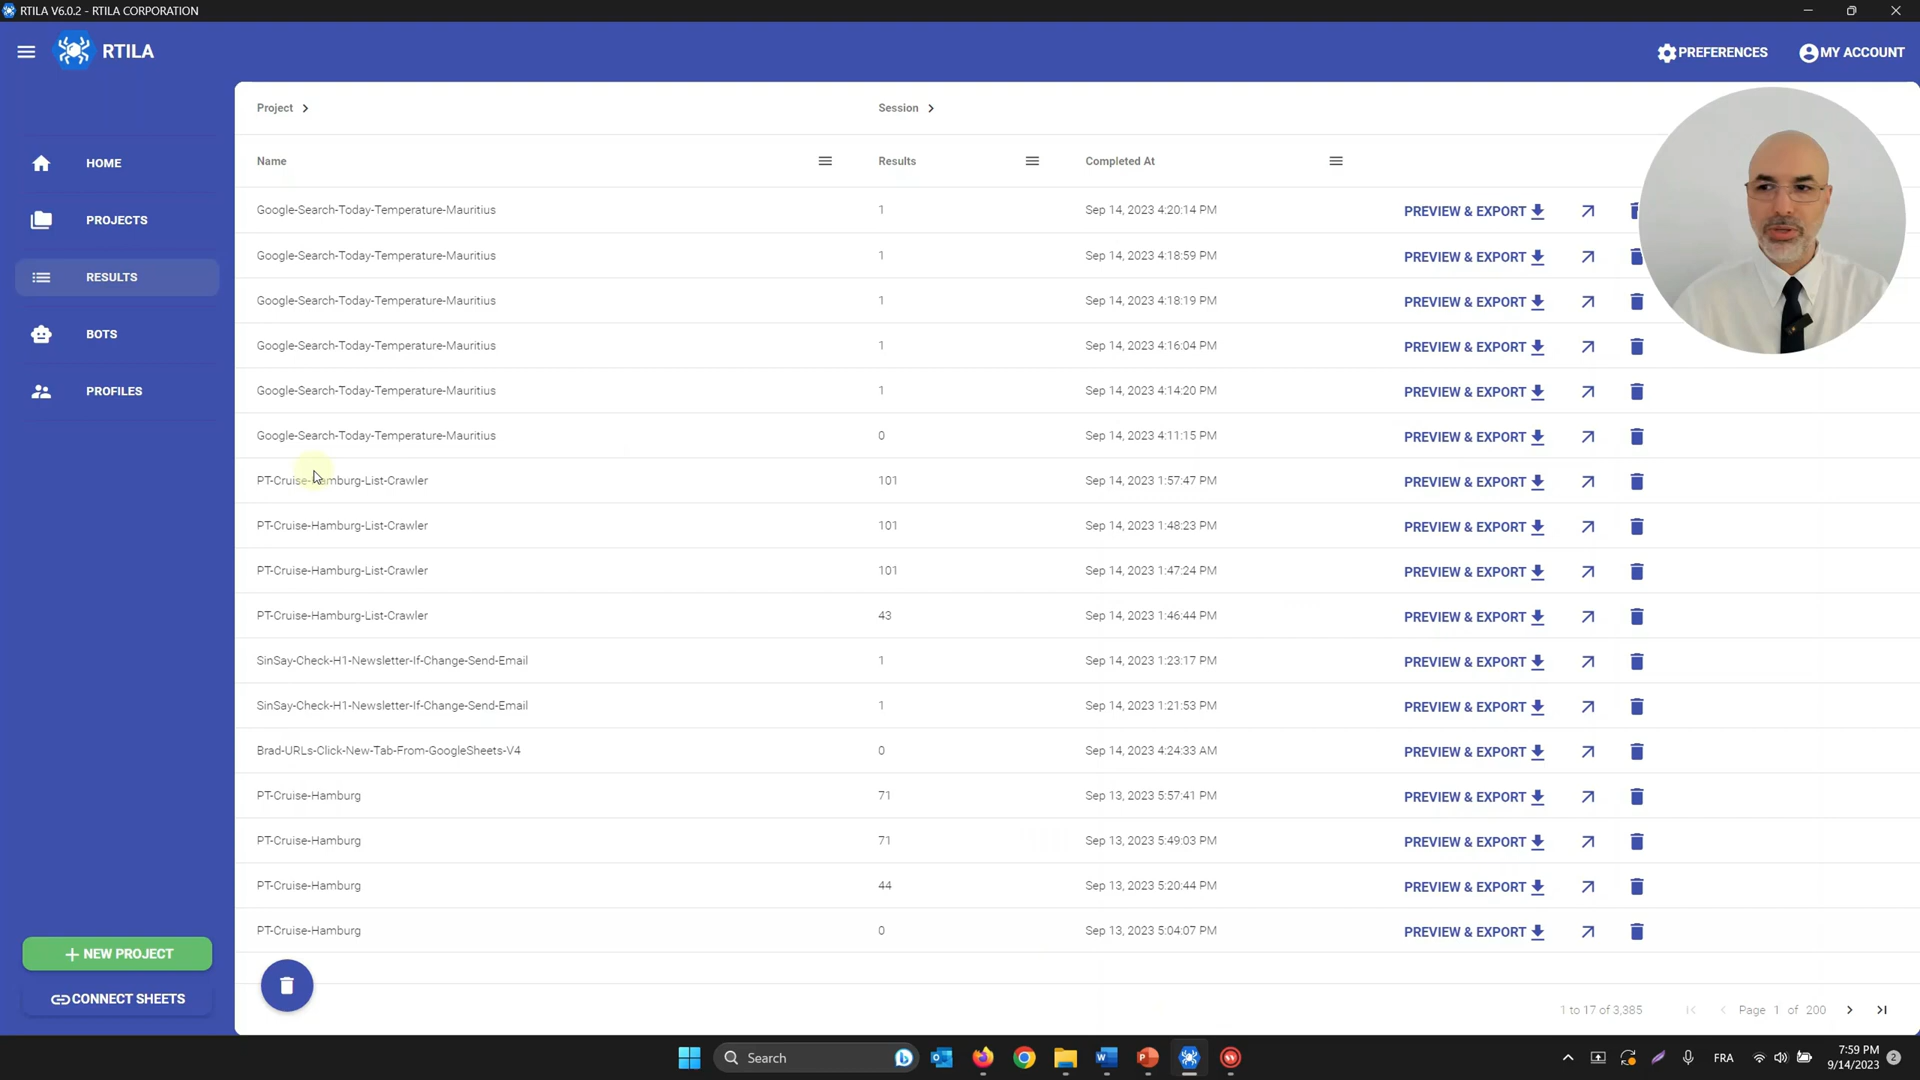 RTILA V6.0.2 - RTILA CORPORATION
RTILA
PREFERENCES
MY ACCOUNT
HOME
PROJECTS
RESULTS
BOTS
PROFILES
NEW PROJECT
CONNECT SHEETS
Project
Session
Name Results Completed At
Google-Search-Today-Temperature-Mauritius 1 Sep 14, 2023 4:20:14 PM PREVIEW & EXPORT
Google-Search-Today-Temperature-Mauritius 1 Sep 14, 2023 4:18:59 PM PREVIEW & EXPORT
Google-Search-Today-Temperature-Mauritius 1 Sep 14, 2023 4:18:19 PM PREVIEW & EXPORT
Google-Search-Today-Temperature-Mauritius 1 Sep 14, 2023 4:16:04 PM PREVIEW & EXPORT
Google-Search-Today-Temperature-Mauritius 1 Sep 14, 2023 4:14:20 PM PREVIEW & EXPORT
Google-Search-Today-Temperature-Mauritius 0 Sep 14, 2023 4:11:15 PM PREVIEW & EXPORT
PT-Cruise-Hamburg-List-Crawler 101 Sep 14, 2023 1:57:47 PM PREVIEW & EXPORT
PT-Cruise-Hamburg-List-Crawler 101 Sep 14, 2023 1:48:23 PM PREVIEW & EXPORT
PT-Cruise-Hamburg-List-Crawler 101 Sep 14, 2023 1:47:24 PM PREVIEW & EXPORT
PT-Cruise-Hamburg-List-Crawler 43 Sep 14, 2023 1:46:44 PM PREVIEW & EXPORT
SinSay-Check-H1-Newsletter-If-Change-Send-Email 1 Sep 14, 2023 1:23:17 PM PREVIEW & EXPORT
SinSay-Check-H1-Newsletter-If-Change-Send-Email 1 Sep 14, 2023 1:21:53 PM PREVIEW & EXPORT
Brad-URLs-Click-New-Tab-From-GoogleSheets-V4 0 Sep 14, 2023 4:24:33 AM PREVIEW & EXPORT
PT-Cruise-Hamburg 71 Sep 13, 2023 5:57:41 PM PREVIEW & EXPORT
PT-Cruise-Hamburg 71 Sep 13, 2023 5:49:03 PM PREVIEW & EXPORT
PT-Cruise-Hamburg 44 Sep 13, 2023 5:20:44 PM PREVIEW & EXPORT
PT-Cruise-Hamburg 0 Sep 13, 2023 5:04:07 PM PREVIEW & EXPORT
1 to 17 of 3,385 Page 1 of 200
Search
FRA
7:59 PM
9/14/2023
2